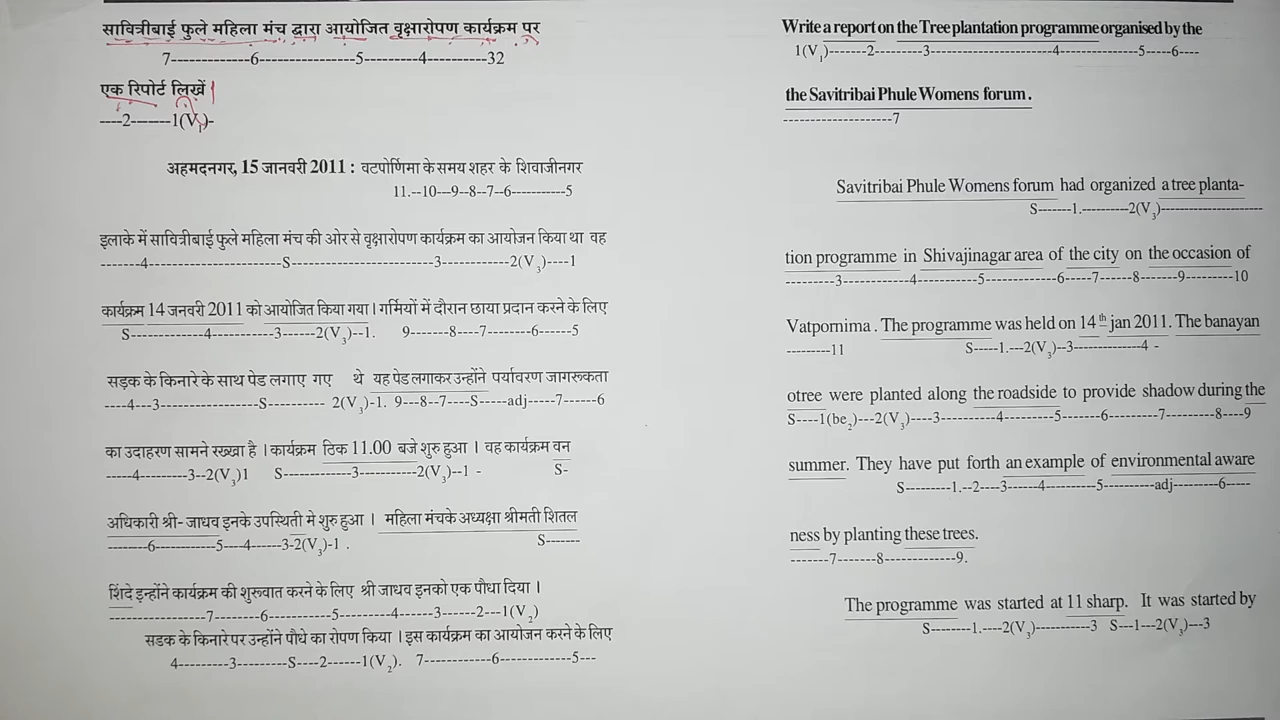 सावित्रीबाई फुले महिला मंच द्वारा आयोजित वृक्षारोपण कार्यक्रम पर
7-------------6---------------5---------4----------32
एक रिपोर्ट लिखें |
----2-------1(V1)-
अहमदनगर, 15 जानवरी 2011 : वटपोर्णिमा के समय शहर के शिवाजीनगर
11.--10---9--8--7--6-----------5
इलाके में सावित्रीबाई फुले महिला मंच की ओर से वृक्षारोपण कार्यक्रम का आयोजन किया था वह
-------4-----------------------S------------------------3------------2(V3)----1
कार्यक्रम 14 जनवरी 2011 को आयोजित किया गया । गर्मियों में दौरान छाया प्रदान करने के लिए
S------------4----------3------2(V3)--1. 9-------8----7--------6------5
सड़क के किनारे के साथ पेड लगाए गए थे यह पेड लगाकर उन्होंने पर्यावरण जागरूकता
----4---3-----------------S---------- 2(V3)-1. 9---8--7----S-----adj-----7------6
का उदाहरण सामने रख्खा है । कार्यक्रम ठिक 11.00 बजे शुरु हुआ । वह कार्यक्रम वन
-----4--------3--2(V3)1 S-------------3-----------2(V3)--1 - S-
अधिकारी श्री- जाधव इनके उपस्थिती मे शुरु हुआ । महिला मंचके अध्यक्षा श्रीमती शितल
--------6------------5----4------3-2(V3)-1 . S-------
शिंदे इन्होंने कार्यक्रम की शुरूवात करने के लिए श्री जाधव इनको एक पौधा दिया ।
-----------------7--------6-----------5---------4------3------2---1(V2)
सडक के किनारे पर उन्होंने पौधे का रोपण किया । इस कार्यक्रम का आयोजन करने के लिए
4---------3---------S----2------1(V2). 7------------6-------------5---
Write a report on the Tree plantation programme organised by the
1(V1)-------2---------3----------------------4--------------5-----6----
the Savitribai Phule Womens forum .
--------------------7
Savitribai Phule Womens forum had organized a tree planta-
S-------1.----------2(V3)----------------------
tion programme in Shivajinagar area of the city on the occasion of
---------3------------4-----------5-------------6----7------8-------9--------10
Vatpornima . The programme was held on 14th jan 2011. The banayan
---------11 S-----1.---2(V3)--3--------------4 -
otree were planted along the roadside to provide shadow during the
S----1(be2)---2(V3)----3----------4---------5-------6---------7---------8----9
summer. They have put forth an example of environmental aware
S---------1.--2----3------4---------5----------adj---------6-----
ness by planting these trees.
-------7-------8-------------9.
The programme was started at 11 sharp. It was started by
S--------1.----2(V3)-----------3 S---1---2(V3)---3